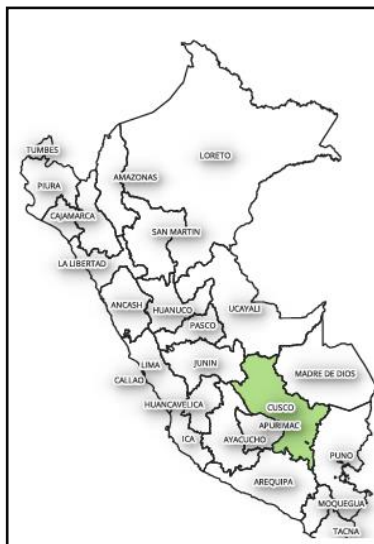 TUMBES
LORETO
PIURA
AMAZONAS
CAJAMARCA
SAN MARTIN
LA LIBERTAD
ANCASH
HUANUCO
UCAYALI
PASCO
LIMA
JUNIN
MADRE DE DIOS
CALLAO
HUANCAVELICA
CUSCO
APURIMAC
ICA
AYACUCHO
PUNO
AREQUIPA
MOQUEGUA
TACNA